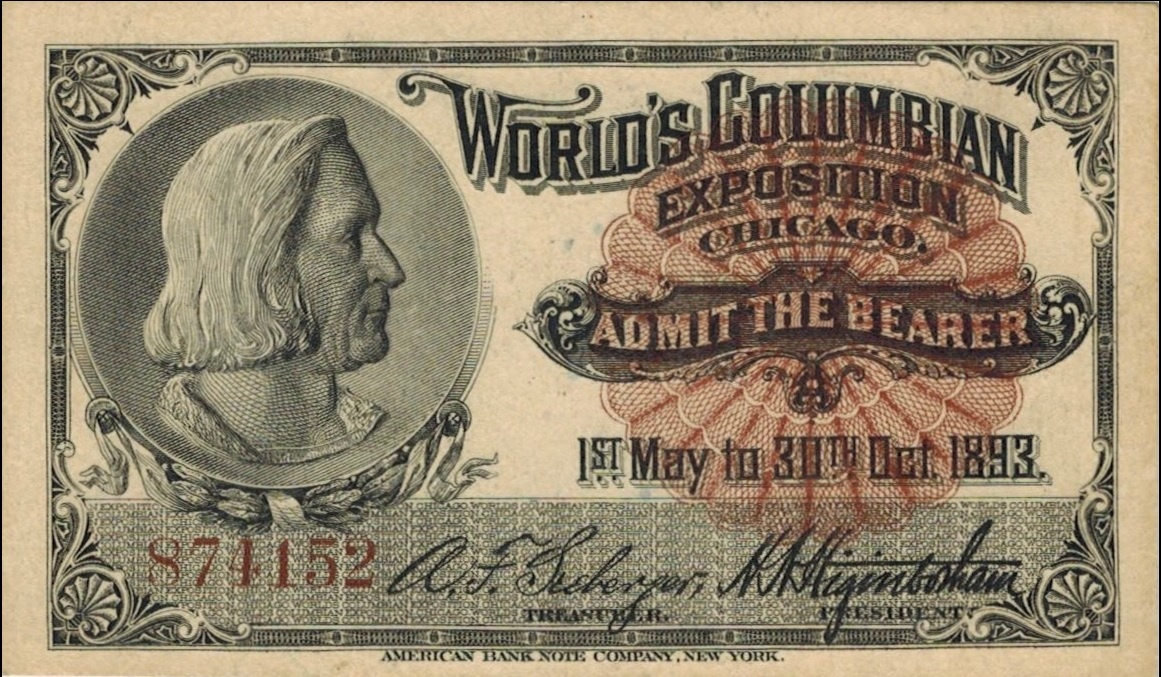 WORLD'S COLUMBIAN
EXPOSITION
CHICAGO.
ADMIT THE BEARER
1ST May to 30TH Oct. 1893.
874152
A. F. Seeberger, H. N. Higinbotham
TREASURER. PRESIDENT.
AMERICAN BANK NOTE COMPANY, NEW YORK.